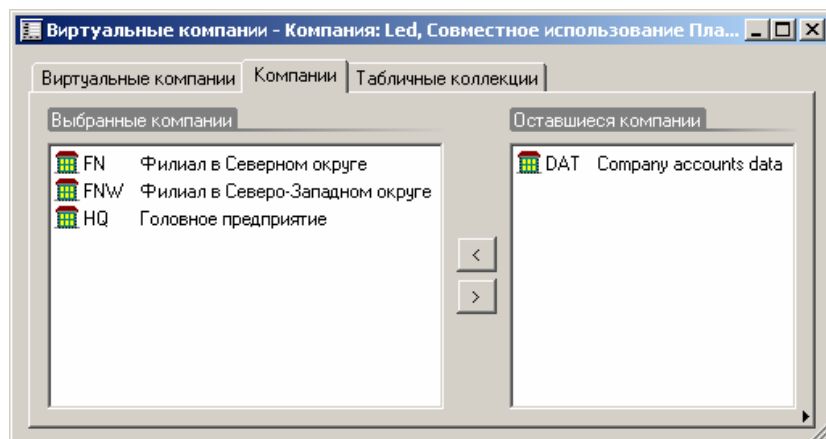 Виртуальные компании - Компания: Led, Совместное использование Пла...
Виртуальные компании Компании Табличные коллекции
Выбранные компании Оставшиеся компании
FN Филиал в Северном округе
FNW Филиал в Северо-Западном округе
HQ Головное предприятие
DAT Company accounts data
<
>